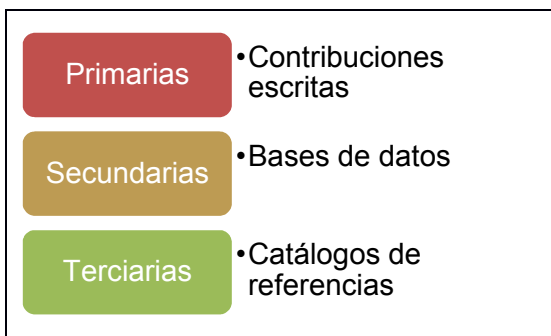 Primarias
•Contribuciones
escritas
Secundarias
•Bases de datos
Terciarias
•Catálogos de
referencias